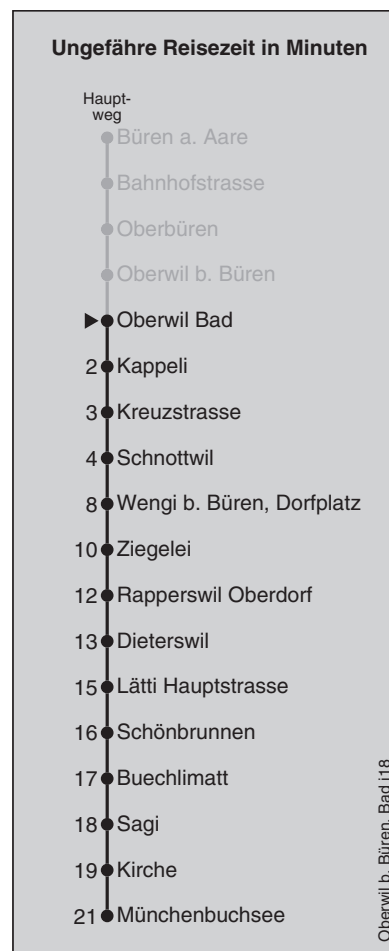 Ungefähre Reisezeit in Minuten
Haupt-
weg
Büren a. Aare
Bahnhofstrasse
Oberbüren
Oberwil b. Büren
Oberwil Bad
2 Kappeli
3 Kreuzstrasse
4 Schnottwil
8 Wengi b. Büren, Dorfplatz
10 Ziegelei
12 Rapperswil Oberdorf
13 Dieterswil
15 Lätti Hauptstrasse
16 Schönbrunnen
17 Buechlimatt
18 Sagi
19 Kirche
21 Münchenbuchsee
Oberwil b. Büren, Bad j18